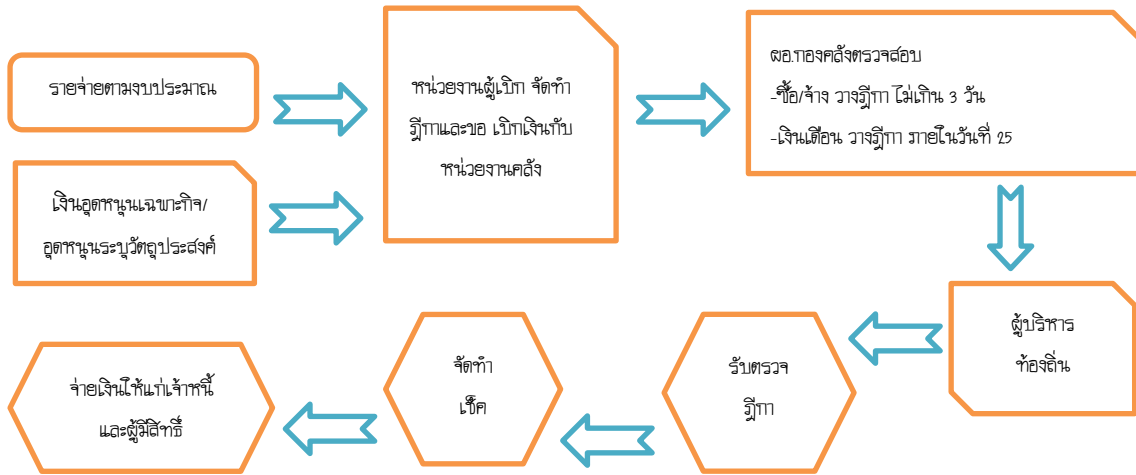 รายจ่ายตามงบประมาณ
เงินอุดหนุนเฉพาะกิจ/
อุดหนุนระบุวัตถุประสงค์
หน่วยงานผู้เบิก จัดทำ
ฎีกาและขอ เบิกเงินกับ
หน่วยงานคลัง
ผอ.กองคลังตรวจสอบ
-ซื้อ/จ้าง วางฎีกา ไม่เกิน 3 วัน
-เงินเดือน วางฎีกา ภายในวันที่ 25
ผู้บริหาร
ท้องถิ่น
รับตรวจ
ฎีกา
จัดทำ
เช็ค
จ่ายเงินให้แก่เจ้าหนี้
และผู้มีสิทธิ์